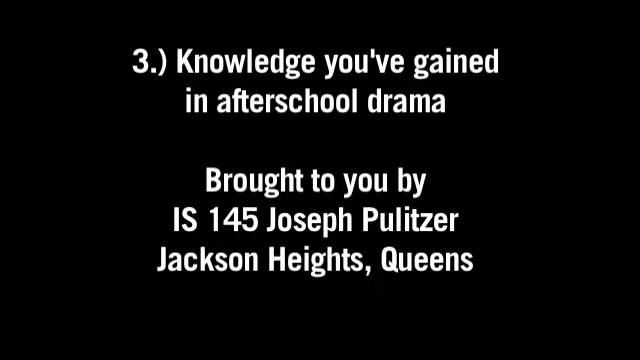 3.) Knowledge you've gained
in afterschool drama
Brought to you by
IS 145 Joseph Pulitzer
Jackson Heights, Queens